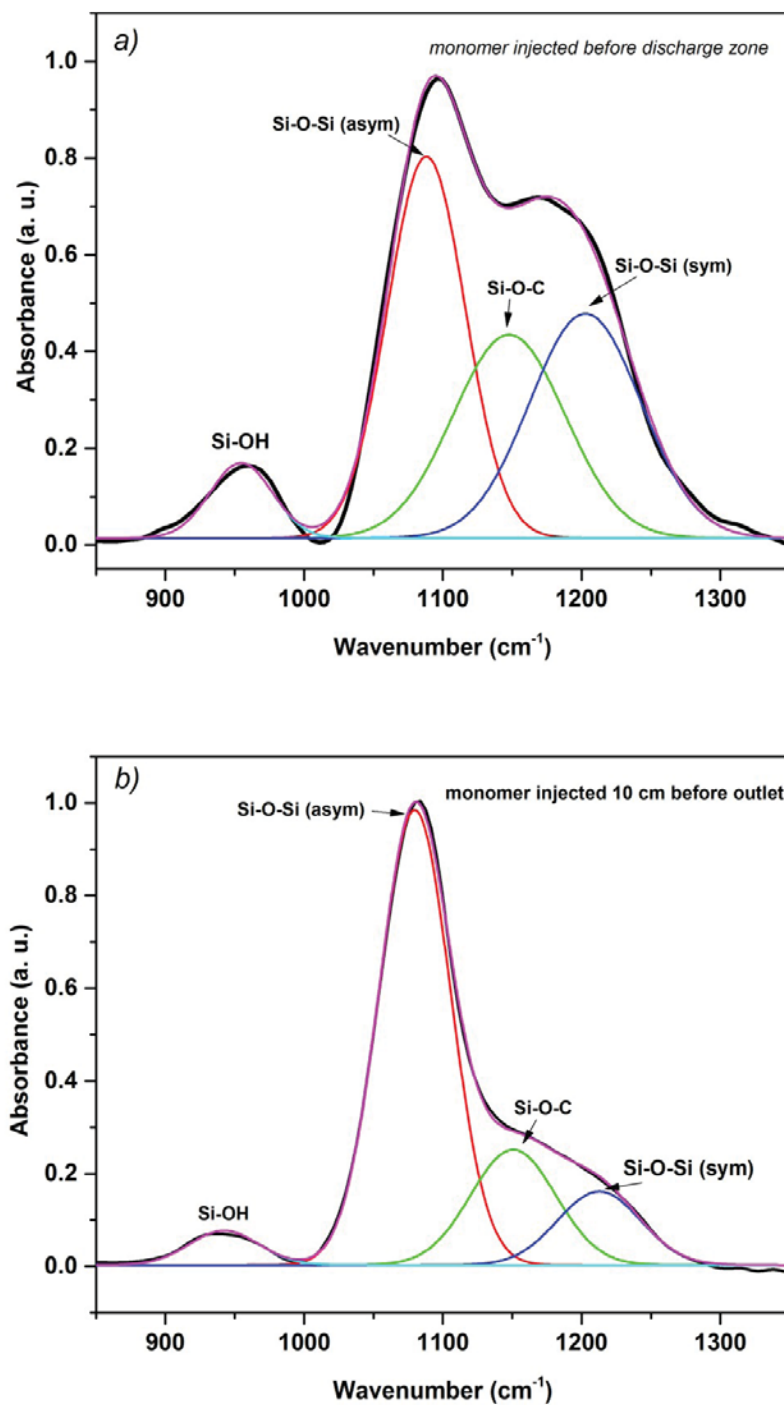 a)
monomer injected before discharge zone
1.0
Si-O-Si (asym)
0.8
Si-O-Si (sym)
0.6
Si-O-C
0.4
Si-OH
0.2
0.0
900 1000 1100 1200 1300
Absorbance (a. u.)
Wavenumber (cm⁻¹)
b)
monomer injected 10 cm before outlet
Si-O-Si (asym)
1.0
0.8
0.6
0.4
Si-O-C
Si-O-Si (sym)
0.2
Si-OH
0.0
900 1000 1100 1200 1300
Absorbance (a. u.)
Wavenumber (cm⁻¹)